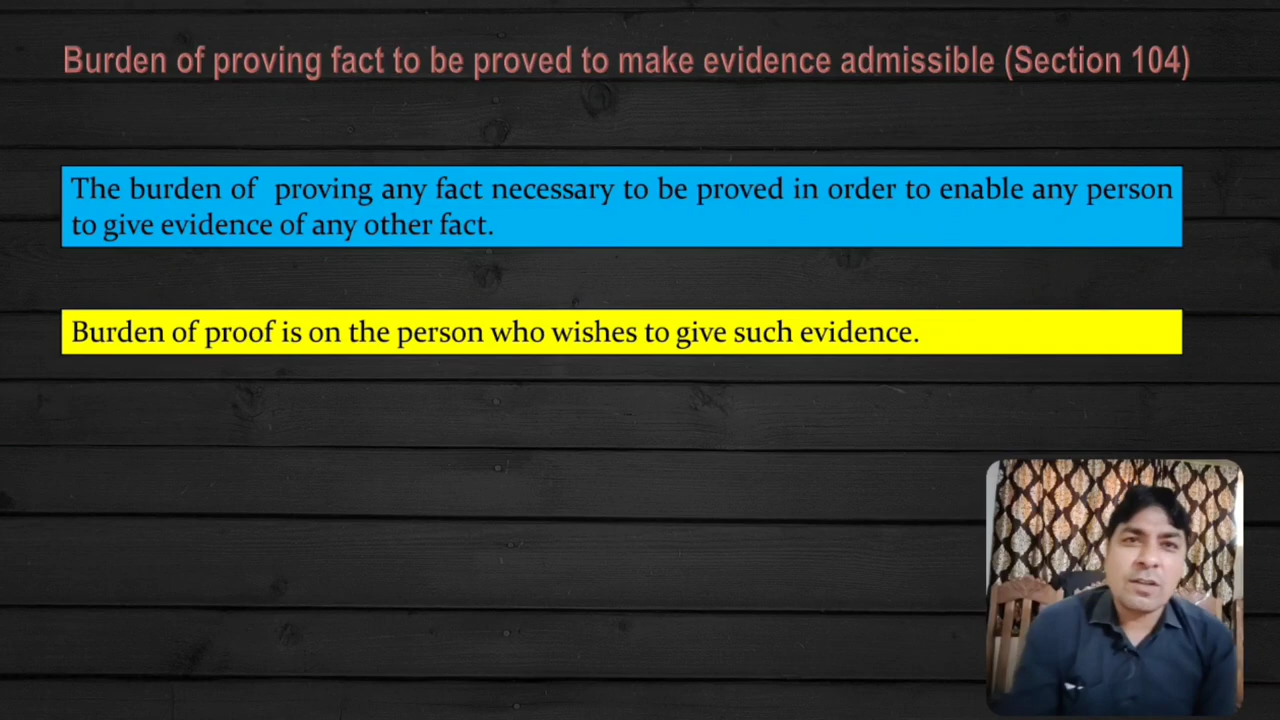 Burden of proving fact to be proved to make evidence admissible (Section 104)
The burden of proving any fact necessary to be proved in order to enable any person
to give evidence of any other fact.
Burden of proof is on the person who wishes to give such evidence.